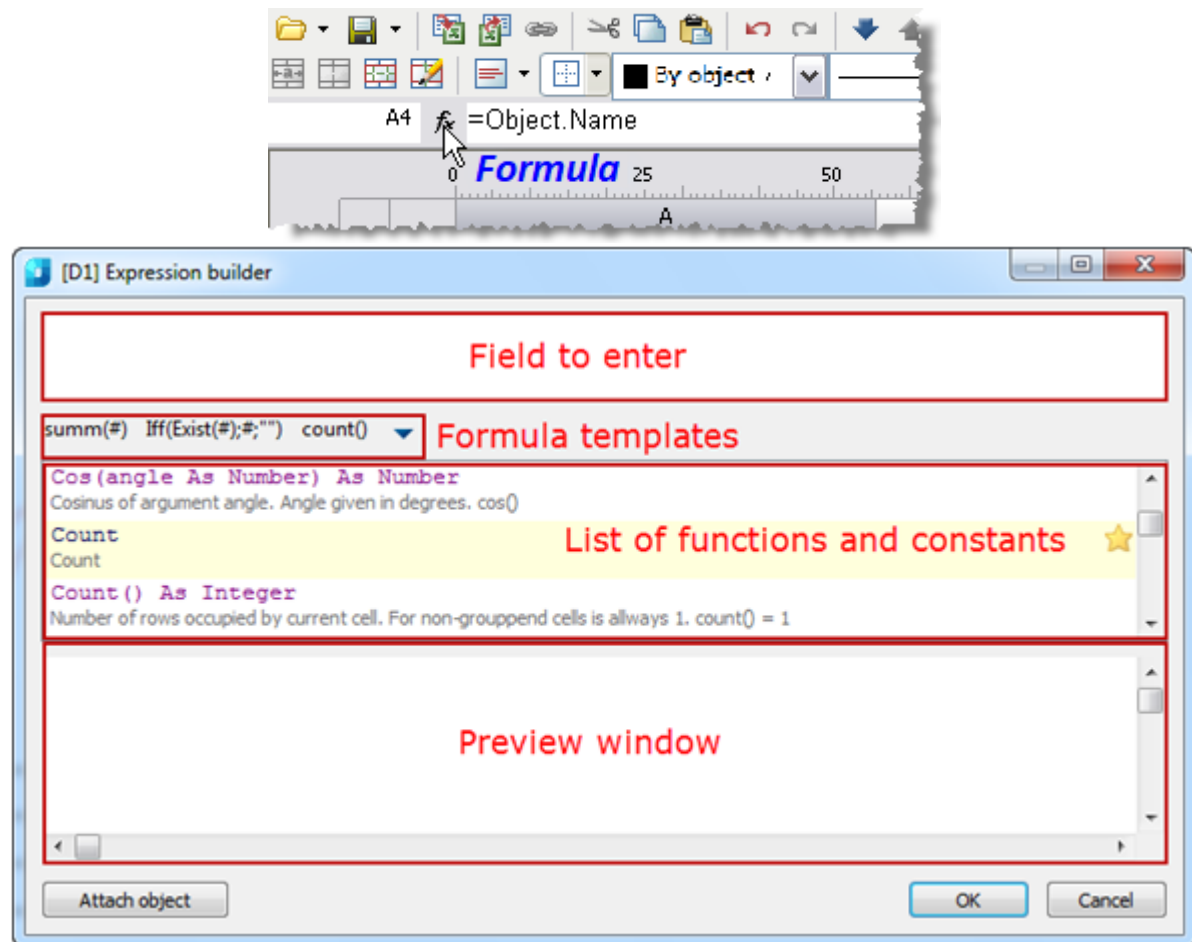 By object
A4 fx =Object.Name
0 Formula 25 50
A
[D1] Expression builder
Field to enter
summ(#) Iff(Exist(#);#;"") count() Formula templates
Cos(angle As Number) As Number
Cosinus of argument angle. Angle given in degrees. cos()
Count
List of functions and constants
Count
Count() As Integer
Number of rows occupied by current cell. For non-grouppend cells is allways 1. count() = 1
Preview window
Attach object OK Cancel